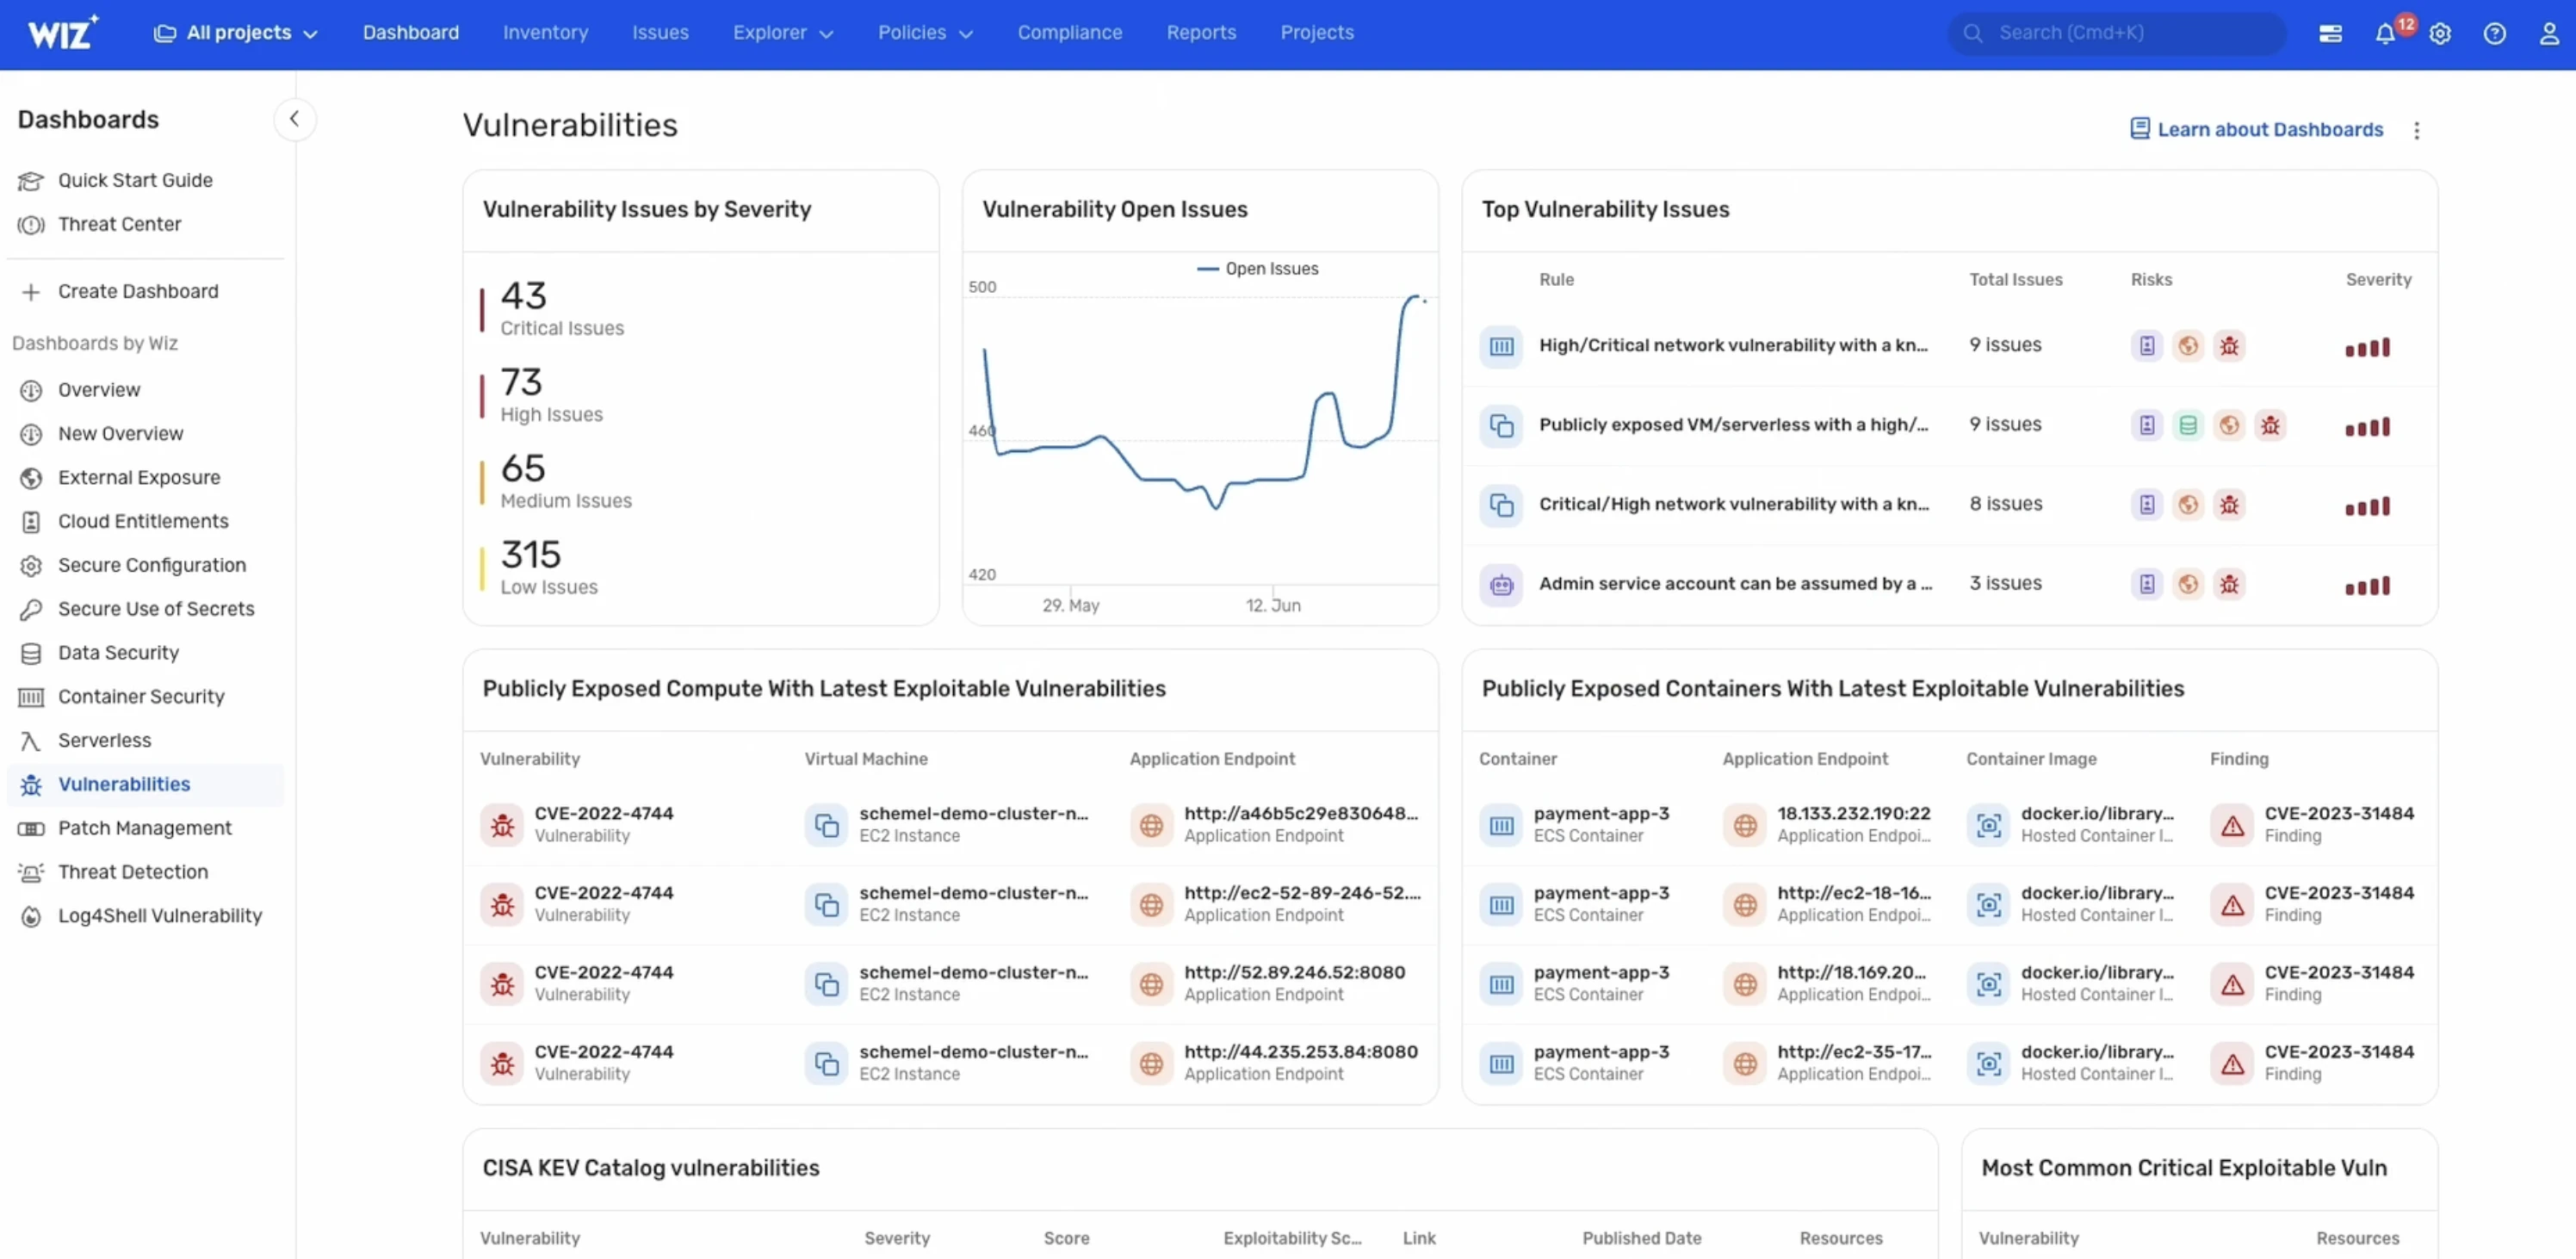 WIZ
All projects
Dashboard
Inventory
Issues
Explorer
Policies
Compliance
Reports
Projects
Search (Cmd+K)
12
Dashboards
Quick Start Guide
Threat Center
Create Dashboard
Dashboards by Wiz
Overview
New Overview
External Exposure
Cloud Entitlements
Secure Configuration
Secure Use of Secrets
Data Security
Container Security
Serverless
Vulnerabilities
Patch Management
Threat Detection
Log4Shell Vulnerability
Vulnerabilities
Learn about Dashboards
Vulnerability Issues by Severity
43
Critical Issues
73
High Issues
65
Medium Issues
315
Low Issues
Vulnerability Open Issues
Open Issues
500
460
420
29. May
12. Jun
Top Vulnerability Issues
Rule Total Issues Risks Severity
High/Critical network vulnerability with a kn... 9 issues
Publicly exposed VM/serverless with a high/... 9 issues
Critical/High network vulnerability with a kn... 8 issues
Admin service account can be assumed by a ... 3 issues
Publicly Exposed Compute With Latest Exploitable Vulnerabilities
Vulnerability Virtual Machine Application Endpoint
CVE-2022-4744 schemel-demo-cluster-n... http://a46b5c29e830648...
Vulnerability EC2 Instance Application Endpoint
CVE-2022-4744 schemel-demo-cluster-n... http://ec2-52-89-246-52....
Vulnerability EC2 Instance Application Endpoint
CVE-2022-4744 schemel-demo-cluster-n... http://52.89.246.52:8080
Vulnerability EC2 Instance Application Endpoint
CVE-2022-4744 schemel-demo-cluster-n... http://44.235.253.84:8080
Vulnerability EC2 Instance Application Endpoint
Publicly Exposed Containers With Latest Exploitable Vulnerabilities
Container Application Endpoint Container Image Finding
payment-app-3 18.133.232.190:22 docker.io/library... CVE-2023-31484
ECS Container Application Endpoi... Hosted Container I... Finding
payment-app-3 http://ec2-18-16... docker.io/library... CVE-2023-31484
ECS Container Application Endpoi... Hosted Container I... Finding
payment-app-3 http://18.169.20... docker.io/library... CVE-2023-31484
ECS Container Application Endpoi... Hosted Container I... Finding
payment-app-3 http://ec2-35-17... docker.io/library... CVE-2023-31484
ECS Container Application Endpoi... Hosted Container I... Finding
CISA KEV Catalog vulnerabilities
Vulnerability Severity Score Exploitability Sc... Link Published Date Resources
Most Common Critical Exploitable Vuln
Vulnerability Resources